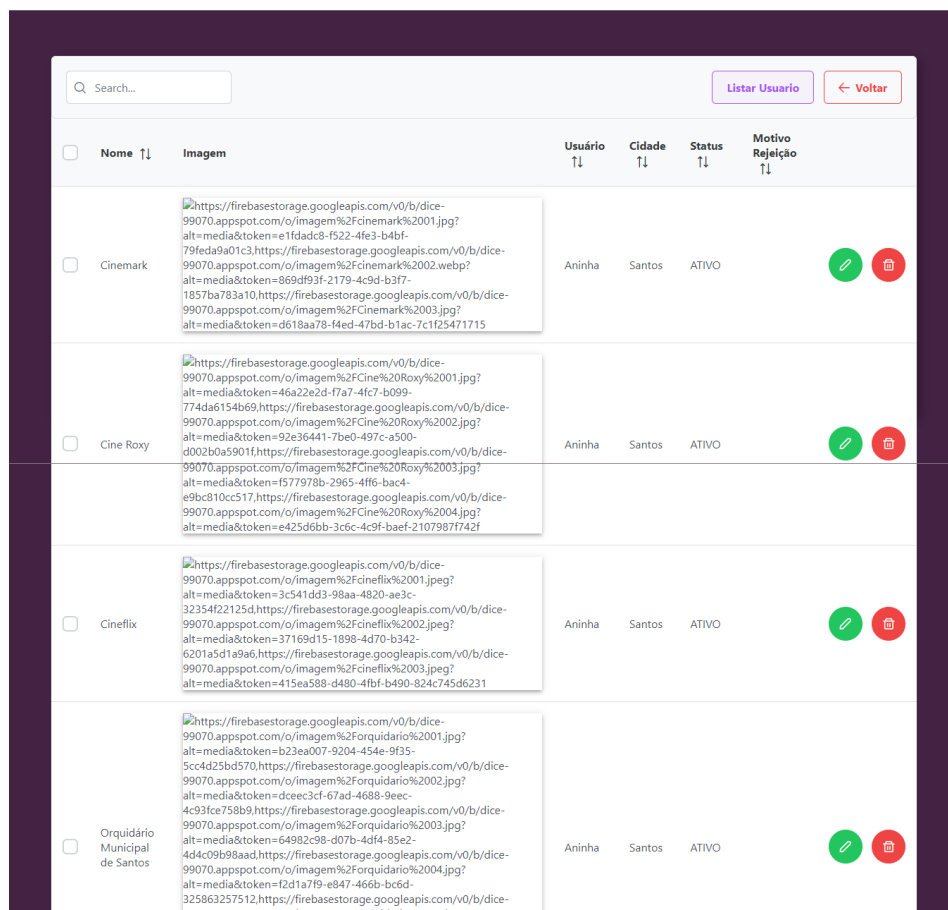 Search...
Listar Usuario
← Voltar
Nome ↑↓
Imagem
Usuário ↑↓
Cidade ↑↓
Status ↑↓
Motivo
Rejeição
↑↓
Cinemark
https://firebasestorage.googleapis.com/v0/b/dice-
99070.appspot.com/o/imagem%2Fcinemark%2001.jpg?
alt=media&token=e1fdadc8-f522-4fe3-b4bf-
79feda9a01c3,https://firebasestorage.googleapis.com/v0/b/dice-
99070.appspot.com/o/imagem%2Fcinemark%2002.webp?
alt=media&token=869df93f-2179-4c9d-b3f7-
1857ba783a10,https://firebasestorage.googleapis.com/v0/b/dice-
99070.appspot.com/o/imagem%2FCinemark%2003.jpg?
alt=media&token=d618aa78-f4ed-47bd-b1ac-7c1f25471715
Aninha
Santos
ATIVO
Cine Roxy
https://firebasestorage.googleapis.com/v0/b/dice-
99070.appspot.com/o/imagem%2FCine%20Roxy%2001.jpg?
alt=media&token=46a22e2d-f7a7-4fc7-b099-
774da6154b69,https://firebasestorage.googleapis.com/v0/b/dice-
99070.appspot.com/o/imagem%2FCine%20Roxy%2002.jpg?
alt=media&token=92e36441-7be0-497c-a500-
d002b0a5901f,https://firebasestorage.googleapis.com/v0/b/dice-
99070.appspot.com/o/imagem%2FCine%20Roxy%2003.jpg?
alt=media&token=f577978b-2965-4ff6-bac4-
e9bc810cc517,https://firebasestorage.googleapis.com/v0/b/dice-
99070.appspot.com/o/imagem%2FCine%20Roxy%2004.jpg?
alt=media&token=e425d6bb-3c6c-4c9f-baef-2107987f742f
Aninha
Santos
ATIVO
Cineflix
https://firebasestorage.googleapis.com/v0/b/dice-
99070.appspot.com/o/imagem%2Fcineflix%2001.jpeg?
alt=media&token=3c541dd3-98aa-4820-ae3c-
32354f22125d,https://firebasestorage.googleapis.com/v0/b/dice-
99070.appspot.com/o/imagem%2Fcineflix%2002.jpeg?
alt=media&token=37169d15-1898-4d70-b342-
6201a5d1a9a6,https://firebasestorage.googleapis.com/v0/b/dice-
99070.appspot.com/o/imagem%2Fcineflix%2003.jpeg?
alt=media&token=415ea588-d480-4fbf-b490-824c745d6231
Aninha
Santos
ATIVO
Orquidário
Municipal
de Santos
https://firebasestorage.googleapis.com/v0/b/dice-
99070.appspot.com/o/imagem%2Forquidario%2001.jpg?
alt=media&token=b23ea007-9204-454e-9f35-
5cc4d25bd570,https://firebasestorage.googleapis.com/v0/b/dice-
99070.appspot.com/o/imagem%2Forquidario%2002.jpg?
alt=media&token=dceec3cf-67ad-4688-9eec-
4c93fce758b9,https://firebasestorage.googleapis.com/v0/b/dice-
99070.appspot.com/o/imagem%2Forquidario%2003.jpg?
alt=media&token=64982c98-d07b-4df4-85e2-
4d4c09b98aad,https://firebasestorage.googleapis.com/v0/b/dice-
99070.appspot.com/o/imagem%2Forquidario%2004.jpg?
alt=media&token=f2d1a7f9-e847-466b-bc6d-
325863257512,https://firebasestorage.googleapis.com/v0/b/dice-
Aninha
Santos
ATIVO